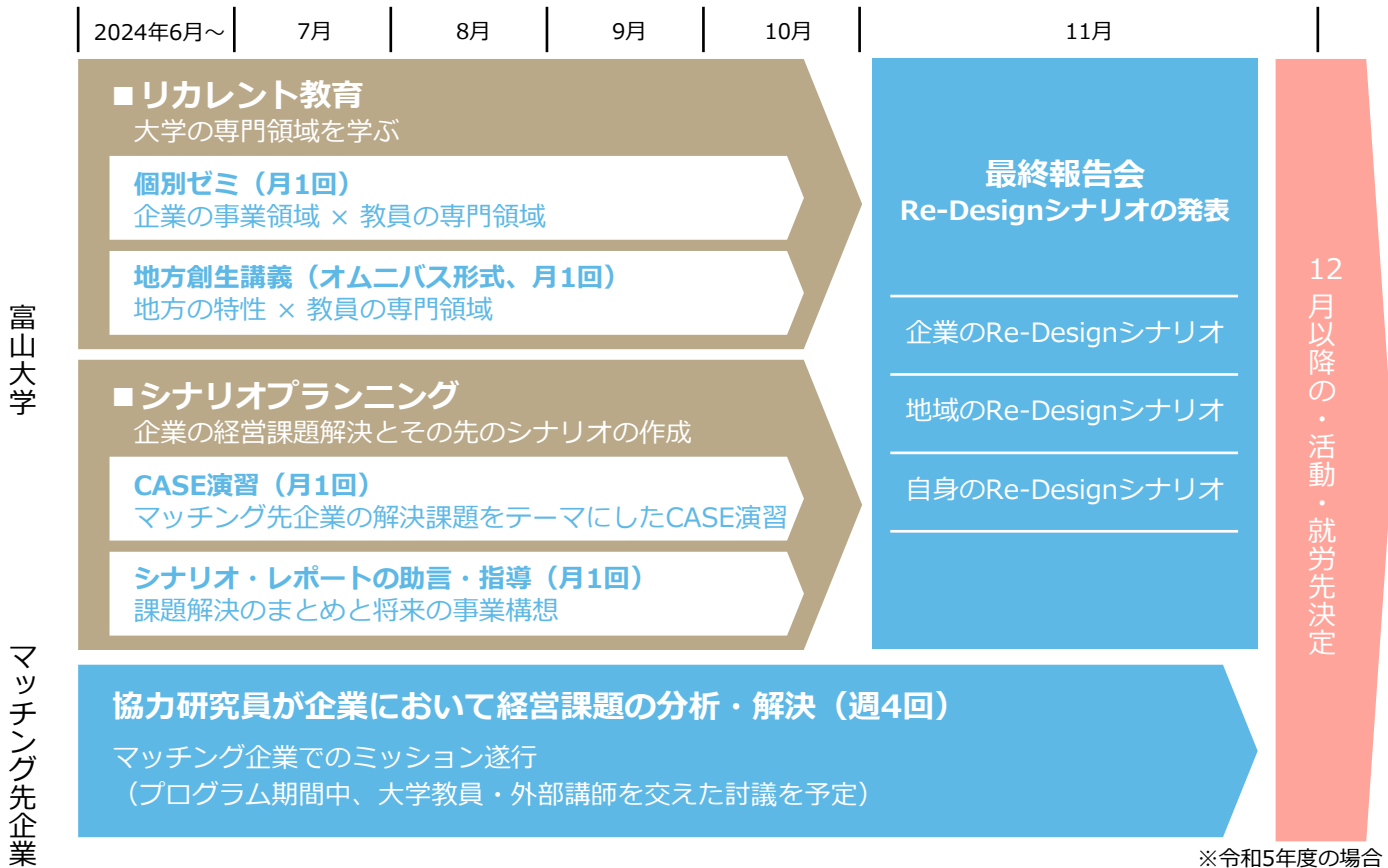 2024年6月～ 7月 8月 9月 10月 11月
富山大学
■リカレント教育
大学の専門領域を学ぶ
個別ゼミ（月1回）
企業の事業領域 × 教員の専門領域
地方創生講義（オムニバス形式、月1回）
地方の特性 × 教員の専門領域
■シナリオプランニング
企業の経営課題解決とその先のシナリオの作成
CASE演習（月1回）
マッチング先企業の解決課題をテーマにしたCASE演習
シナリオ・レポートの助言・指導（月1回）
課題解決のまとめと将来の事業構想
最終報告会
Re-Designシナリオの発表
企業のRe-Designシナリオ
地域のRe-Designシナリオ
自身のRe-Designシナリオ
12月以降の・活動・就労先決定
マッチング先企業
協力研究員が企業において経営課題の分析・解決（週4回）
マッチング企業でのミッション遂行
（プログラム期間中、大学教員・外部講師を交えた討議を予定）
※令和5年度の場合